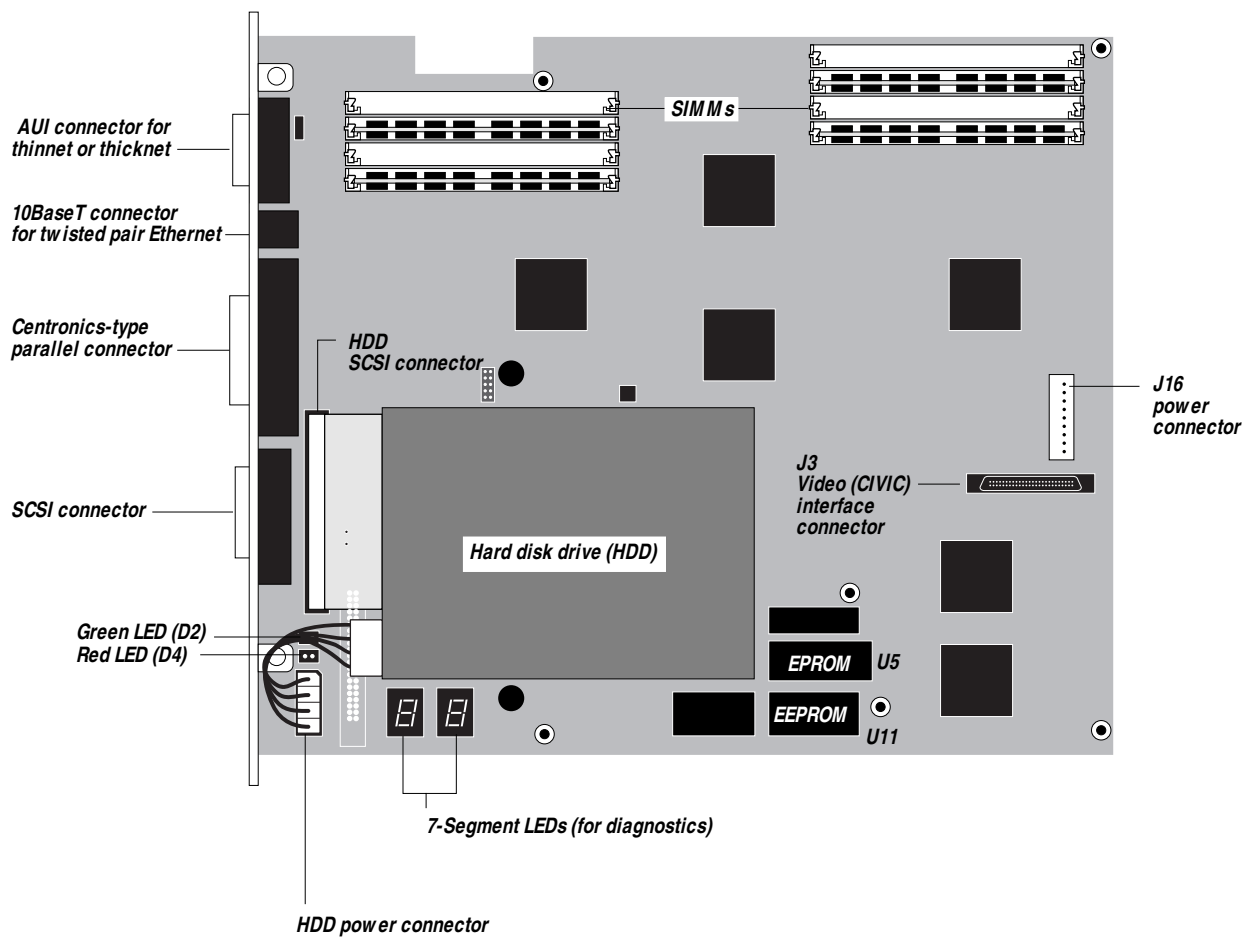 SIMMs
AUI connector for
thinnet or thicknet
10BaseT connector
for twisted pair Ethernet
Centronics-type
parallel connector
HDD
SCSI connector
J16
power
connector
J3
Video (CIVIC)
interface
connector
SCSI connector
Hard disk drive (HDD)
Green LED (D2)
Red LED (D4)
EPROM U5
EEPROM
U11
7-Segment LEDs (for diagnostics)
HDD power connector